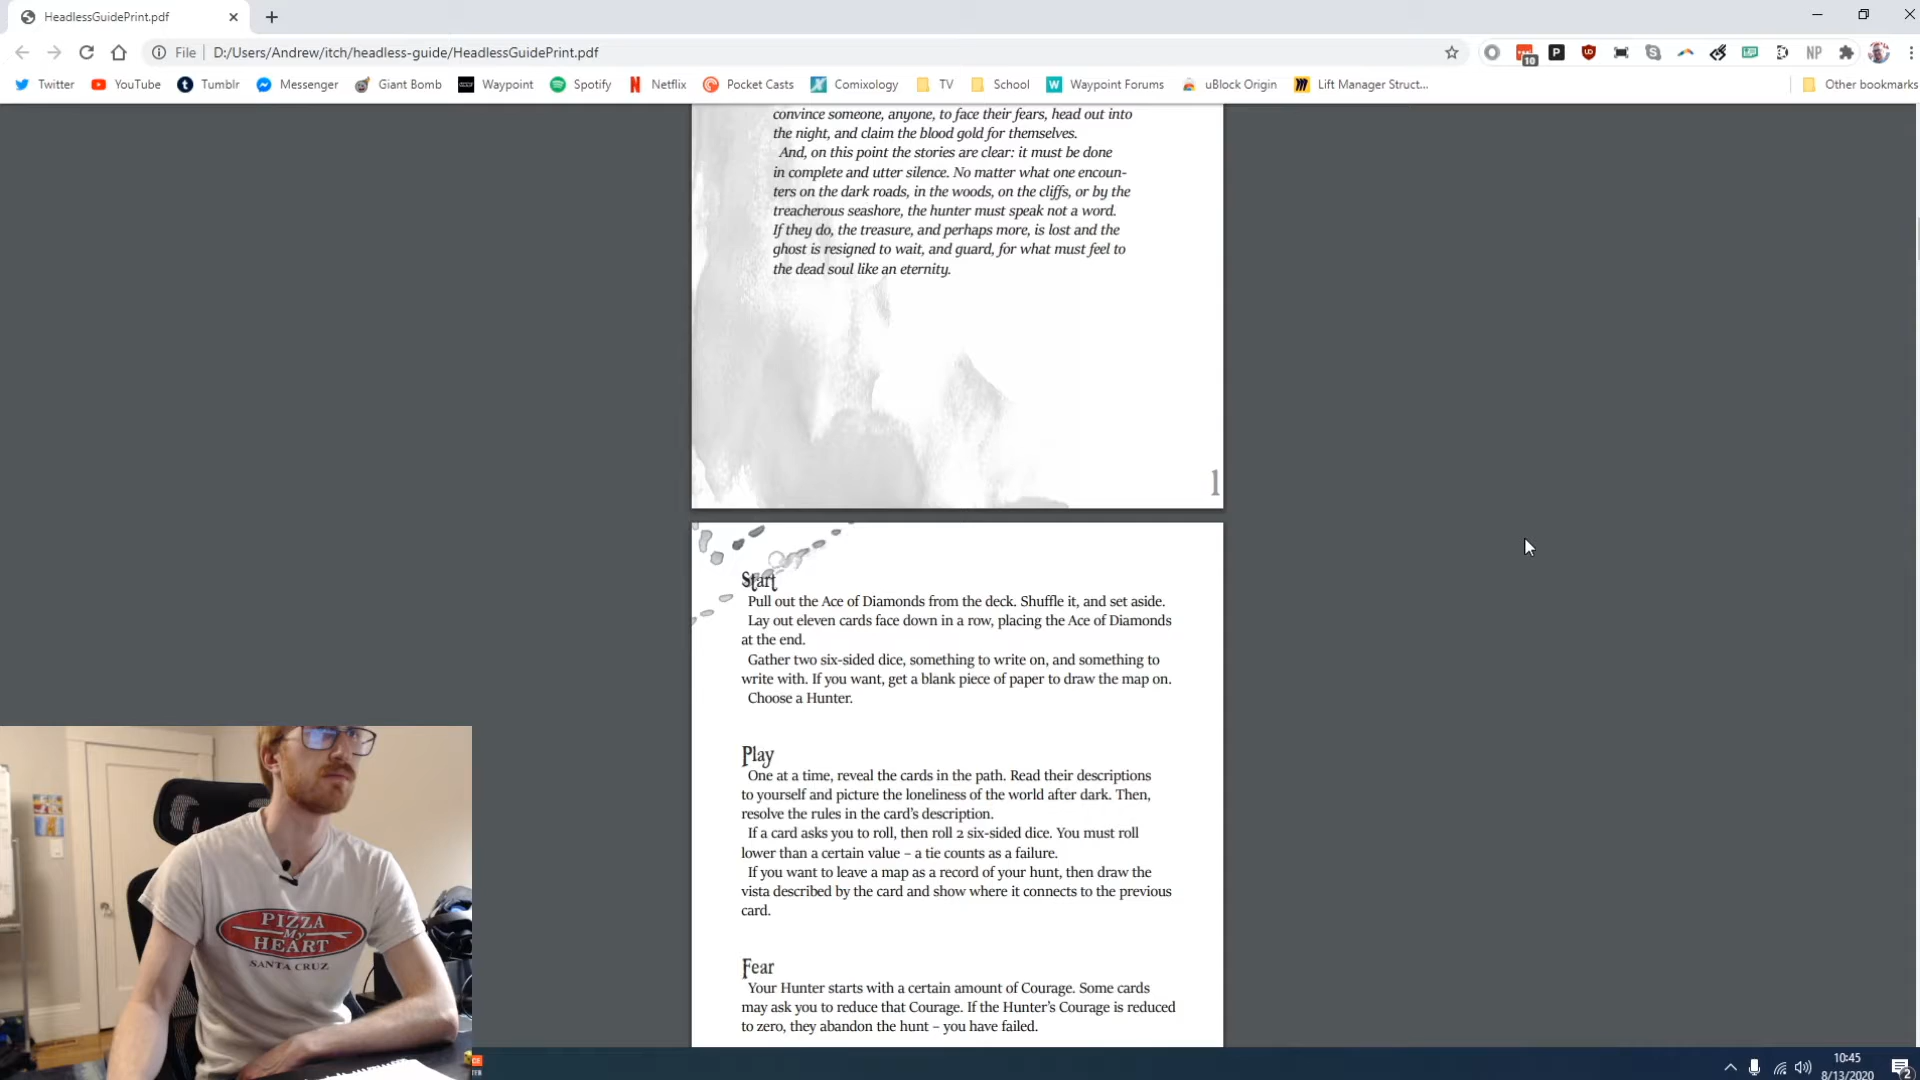 HeadlessGuidePrint.pdf
File | D:/Users/Andrew/itch/headless-guide/HeadlessGuidePrint.pdf
10
NP
Twitter YouTube Tumblr Messenger Giant Bomb Waypoint Spotify Netflix Pocket Casts Comixology TV School Waypoint Forums uBlock Origin Lift Manager Struct... Other bookmarks
convince someone, anyone, to face their fears, head out into
the night, and claim the blood gold for themselves.
And, on this point the stories are clear: it must be done
in complete and utter silence. No matter what one encoun-
ters on the dark roads, in the woods, on the cliffs, or by the
treacherous seashore, the hunter must speak not a word.
If they do, the treasure, and perhaps more, is lost and the
ghost is resigned to wait, and guard, for what must feel to
the dead soul like an eternity.
1
Start
Pull out the Ace of Diamonds from the deck. Shuffle it, and set aside.
Lay out eleven cards face down in a row, placing the Ace of Diamonds
at the end.
Gather two six-sided dice, something to write on, and something to
write with. If you want, get a blank piece of paper to draw the map on.
Choose a Hunter.
Play
One at a time, reveal the cards in the path. Read their descriptions
to yourself and picture the loneliness of the world after dark. Then,
resolve the rules in the card's description.
If a card asks you to roll, then roll 2 six-sided dice. You must roll
lower than a certain value – a tie counts as a failure.
If you want to leave a map as a record of your hunt, then draw the
vista described by the card and show where it connects to the previous
card.
Fear
Your Hunter starts with a certain amount of Courage. Some cards
may ask you to reduce that Courage. If the Hunter's Courage is reduced
to zero, they abandon the hunt – you have failed.
PIZZA
My
HEART
SANTA CRUZ
10:45
8/13/2020
2